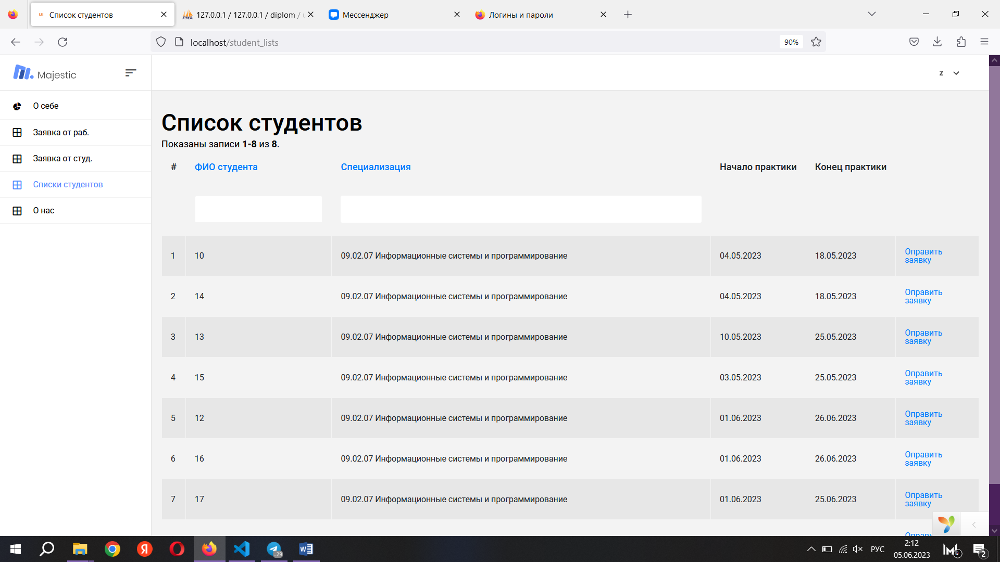 Список студентов
127.0.0.1 / 127.0.0.1 / diplom /
Мессенджер
Логины и пароли
localhost/student_lists
90%
Majestic
z
О себе
Заявка от раб.
Заявка от студ.
Списки студентов
О нас
Список студентов
Показаны записи 1-8 из 8.
# ФИО студента Специализация Начало практики Конец практики
1 10 09.02.07 Информационные системы и программирование 04.05.2023 18.05.2023 Оправить заявку
2 14 09.02.07 Информационные системы и программирование 04.05.2023 18.05.2023 Оправить заявку
3 13 09.02.07 Информационные системы и программирование 10.05.2023 25.05.2023 Оправить заявку
4 15 09.02.07 Информационные системы и программирование 03.05.2023 25.05.2023 Оправить заявку
5 12 09.02.07 Информационные системы и программирование 01.06.2023 26.06.2023 Оправить заявку
6 16 09.02.07 Информационные системы и программирование 01.06.2023 26.06.2023 Оправить заявку
7 17 09.02.07 Информационные системы и программирование 01.06.2023 25.06.2023 Оправить заявку
29
РУС
2:12
05.06.2023
2